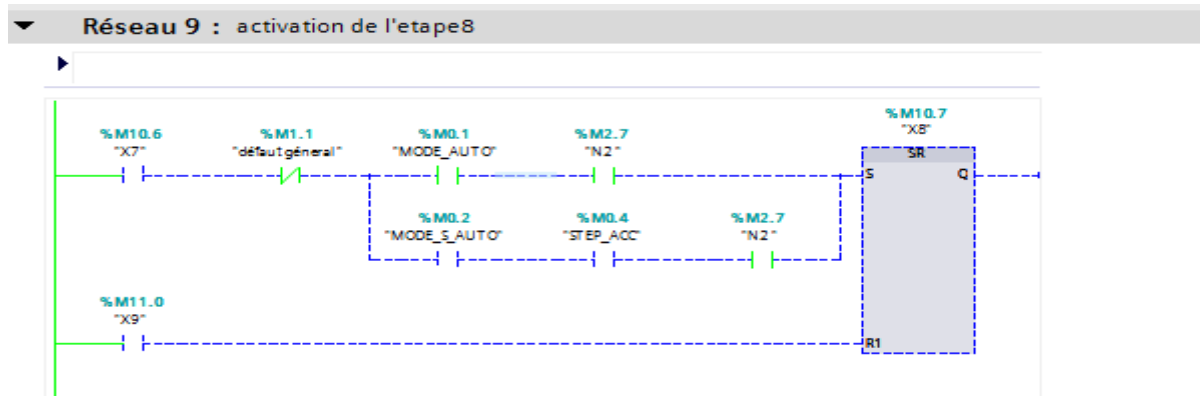 Réseau 9 : activation de l'etape8
%M10.7
"X8"
%M10.6 %M1.1 %M0.1 %M2.7
"X7" "défaut géneral" "MODE_AUTO" "N2"
SR
S Q
%M0.2 %M0.4 %M2.7
"MODE_S_AUTO" "STEP_ACC" "N2"
%M11.0
"X9"
R1